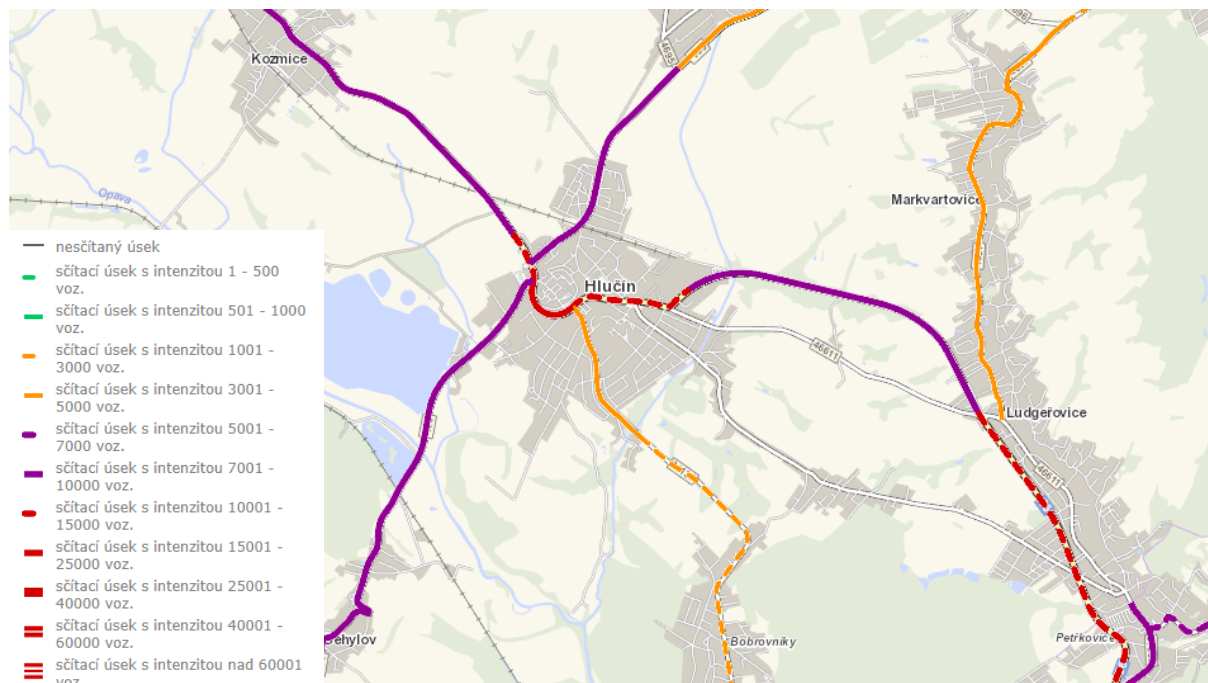 Kozmice
4695
Opava
Markvartovice
Hlučín
46611
Ludgeřovice
46611
Bobrovníky
Petřkovice
nesčítaný úsek
sčítací úsek s intenzitou 1 - 500
voz.
sčítací úsek s intenzitou 501 - 1000
voz.
sčítací úsek s intenzitou 1001 -
3000 voz.
sčítací úsek s intenzitou 3001 -
5000 voz.
sčítací úsek s intenzitou 5001 -
7000 voz.
sčítací úsek s intenzitou 7001 -
10000 voz.
sčítací úsek s intenzitou 10001 -
15000 voz.
sčítací úsek s intenzitou 15001 -
25000 voz.
sčítací úsek s intenzitou 25001 -
40000 voz.
sčítací úsek s intenzitou 40001 -
60000 voz.
sčítací úsek s intenzitou nad 60001
voz.